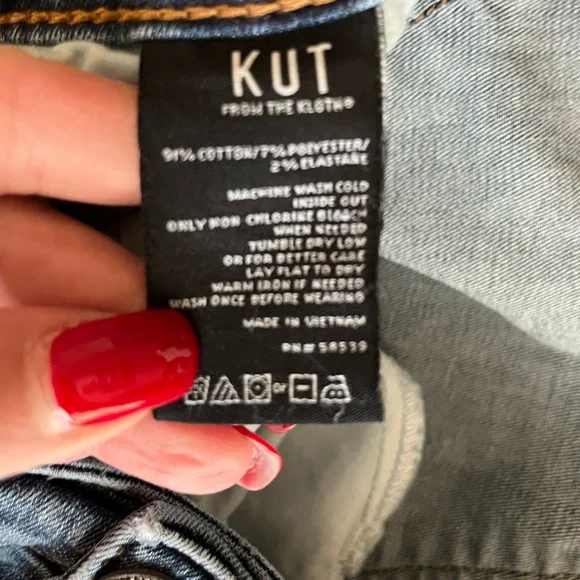 KUT
FROM THE KLOTH®
91% COTTON/7% POLYESTER/
2% ELASTANE
MACHINE WASH COLD
INSIDE OUT
ONLY NON CHLORINE BLEACH
WHEN NEEDED
TUMBLE DRY LOW
OR FOR BETTER CARE
LAY FLAT TO DRY
WARM IRON IF NEEDED
WASH ONCE BEFORE WEARING
MADE IN VIETNAM
RN# 58539
or